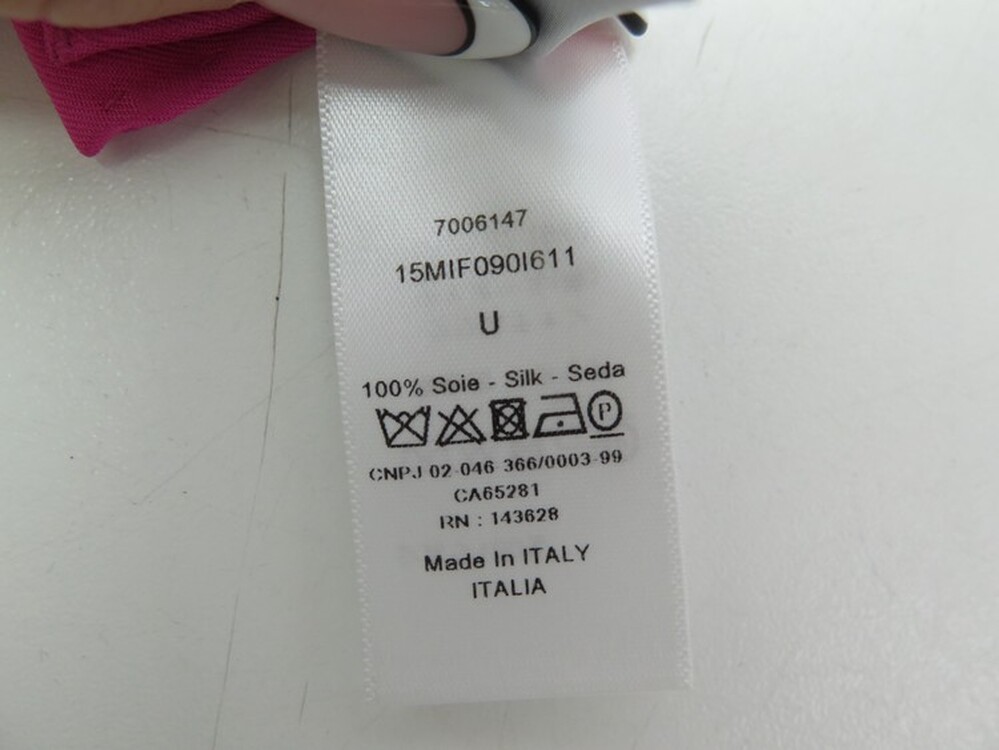 7006147
15MIF090I611
U
100% Soie - Silk - Seda
P
CNPJ 02-046 366/0003-99
CA65281
RN : 143628
Made In ITALY
ITALIA